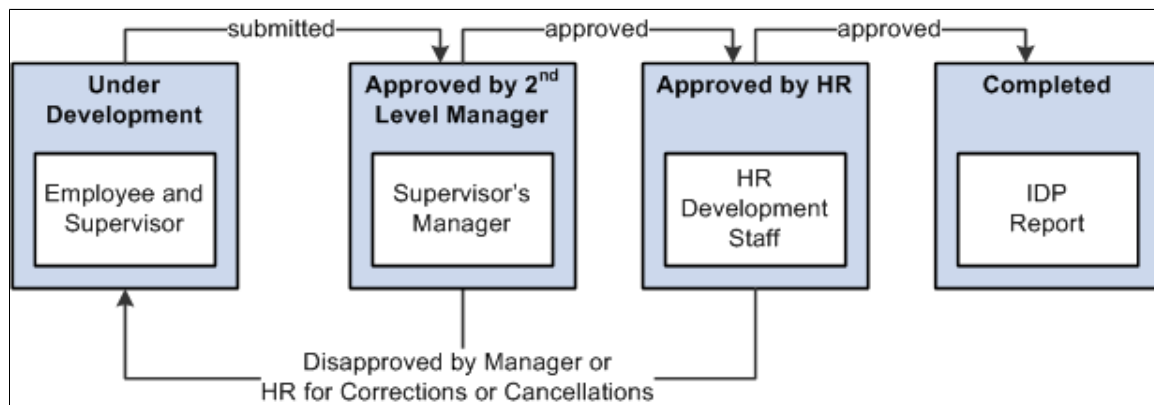 submitted
approved
approved
Under
Development
Approved by 2nd
Level Manager
Approved by HR
Completed
Employee and
Supervisor
Supervisor's
Manager
HR
Development
Staff
IDP
Report
Disapproved by Manager or
HR for Corrections or Cancellations